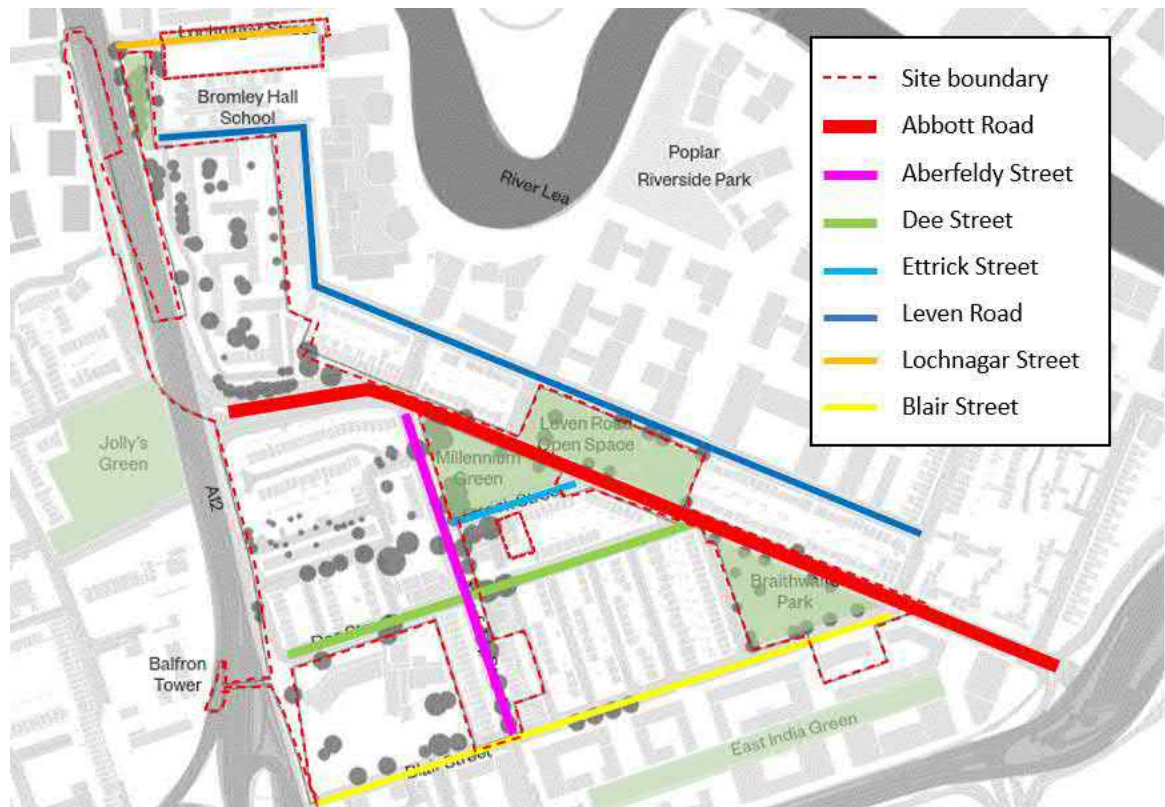 Lochnagar Street
Bromley Hall
School
River Lea
Poplar
Riverside Park
Site boundary
Abbott Road
Aberfeldy Street
Dee Street
Ettrick Street
Leven Road
Lochnagar Street
Blair Street
Jolly's
Green
A12
Leven Road
Open Space
Millennium
Green
Braithwaite
Park
Balfron
Tower
East India Green
Blair Street